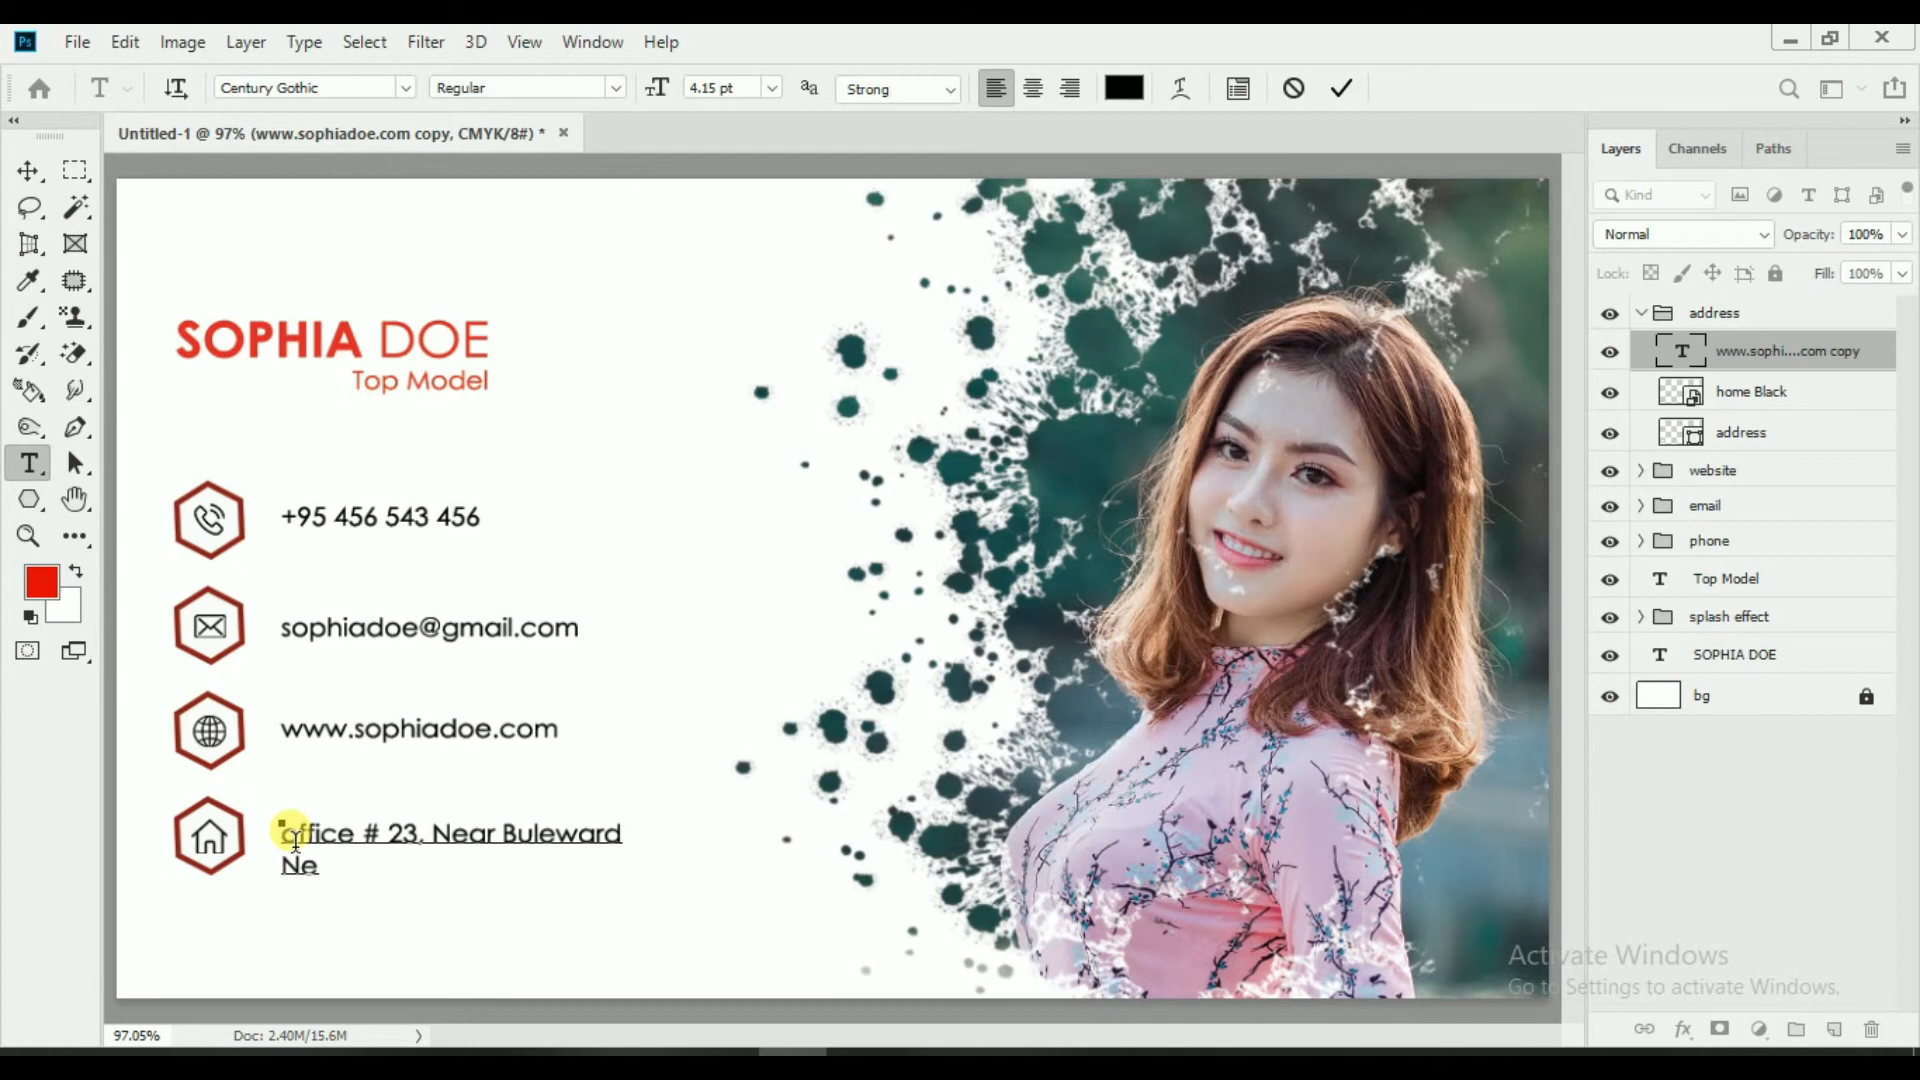 Ps File Edit Image Layer Type Select Filter 3D View Window Help
T Century Gothic Regular 4.15 pt aa Strong
Untitled-1 @ 97% (www.sophiadoe.com copy, CMYK/8#) *
Layers Channels Paths
Kind
Normal Opacity: 100%
Lock: Fill: 100%
address
www.sophi....com copy
home Black
address
website
email
phone
Top Model
splash effect
SOPHIA DOE
bg
SOPHIA DOE
Top Model
+95 456 543 456
sophiadoe@gmail.com
www.sophiadoe.com
office # 23, Near Buleward
Ne
Activate Windows
Go to Settings to activate Windows.
97.05% Doc: 2.40M/15.6M
fx